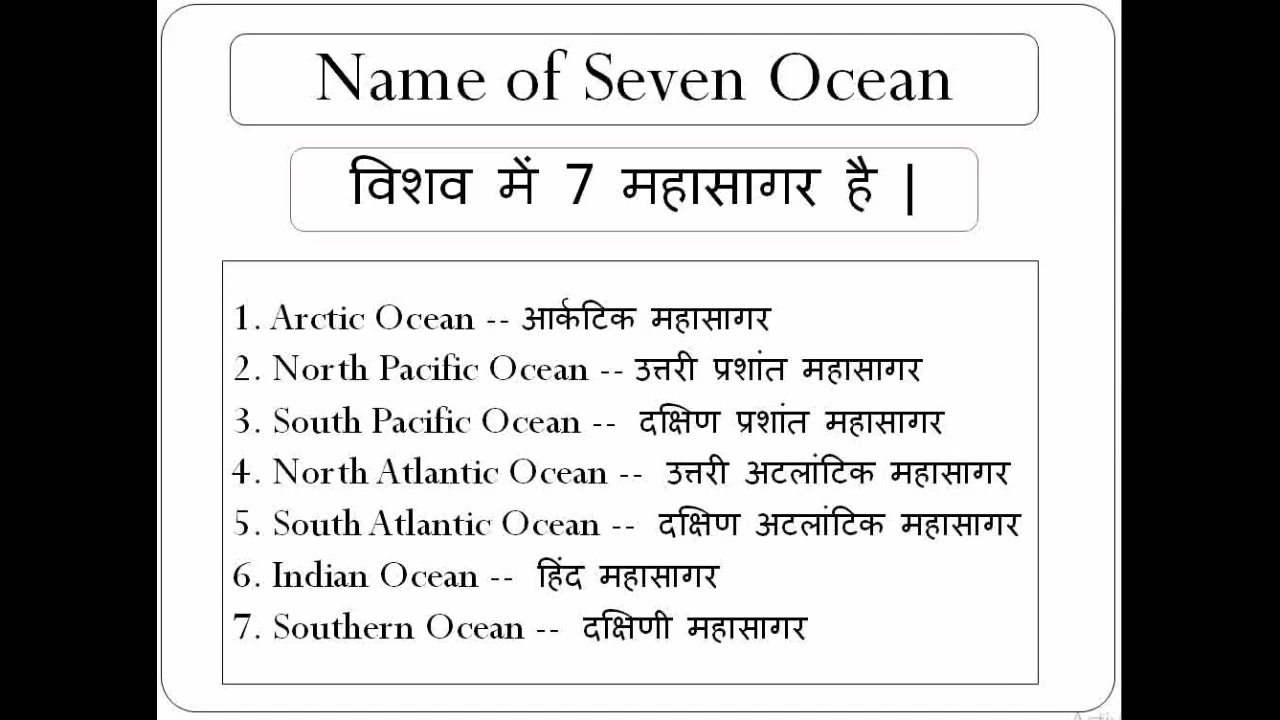 Name of Seven Ocean
विशव में 7 महासागर है |
1. Arctic Ocean -- आर्कटिक महासागर
2. North Pacific Ocean -- उत्तरी प्रशांत महासागर
3. South Pacific Ocean -- दक्षिण प्रशांत महासागर
4. North Atlantic Ocean -- उत्तरी अटलांटिक महासागर
5. South Atlantic Ocean -- दक्षिण अटलांटिक महासागर
6. Indian Ocean -- हिंद महासागर
7. Southern Ocean -- दक्षिणी महासागर